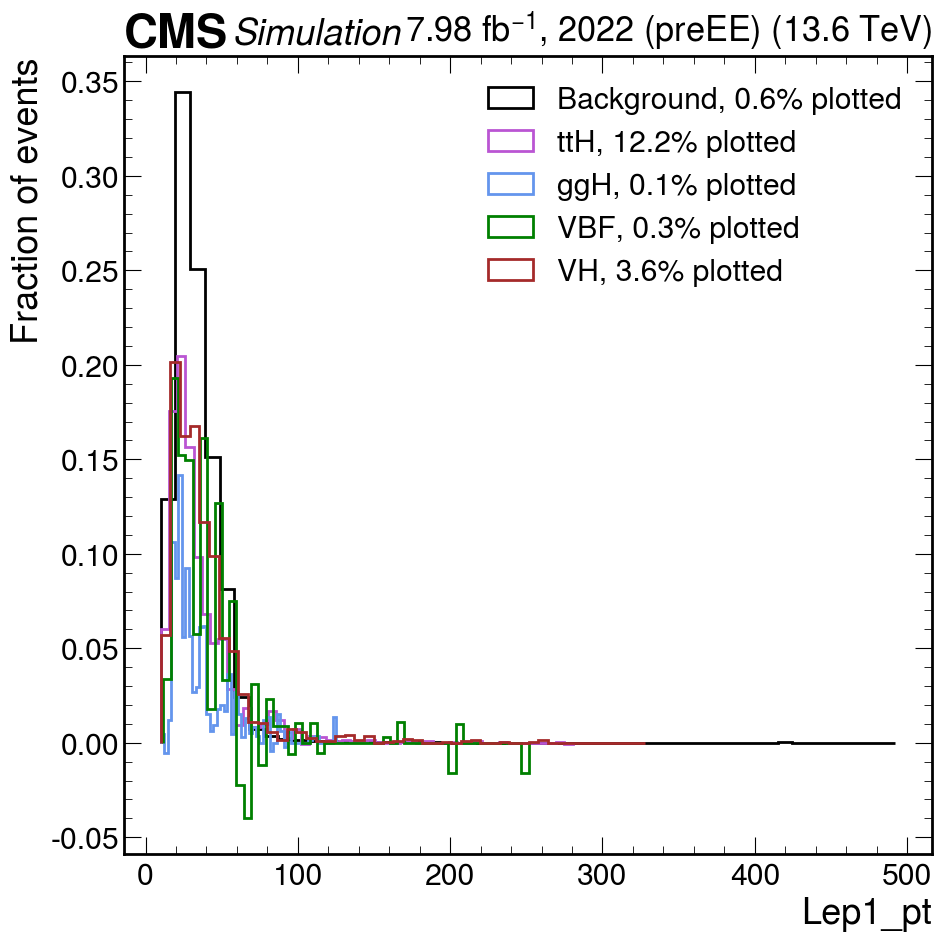 CMS Simulation 7.98 fb⁻¹, 2022 (preEE) (13.6 TeV)
Fraction of events
0.35
0.30
0.25
0.20
0.15
0.10
0.05
0.00
-0.05
Background, 0.6% plotted
ttH, 12.2% plotted
ggH, 0.1% plotted
VBF, 0.3% plotted
VH, 3.6% plotted
0 100 200 300 400 500
Lep1_pt